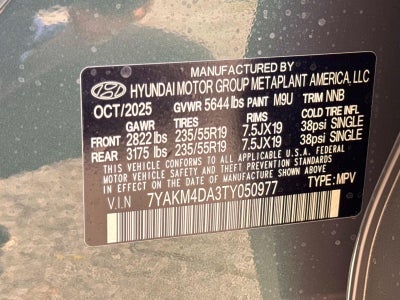 MANUFACTURED BY
HYUNDAI MOTOR GROUP METAPLANT AMERICA, LLC
OCT/2025 GVWR 5644 lbs PAINT M9U TRIM NNB
GAWR TIRES RIMS COLD TIRE INFL
FRONT 2822 lbs 235/55R19 7.5JX19 38psi SINGLE
REAR 3175 lbs 235/55R19 7.5JX19 38psi SINGLE
THIS VEHICLE CONFORMS TO ALL APPLICABLE U.S.A. FEDERAL
MOTOR VEHICLE SAFETY, BUMPER, AND THEFT PREVENTION STANDARDS
IN EFFECT ON THE DATE OF MANUFACTURE SHOWN ABOVE.
V.I.N 7YAKM4DA3TY050977 TYPE: MPV